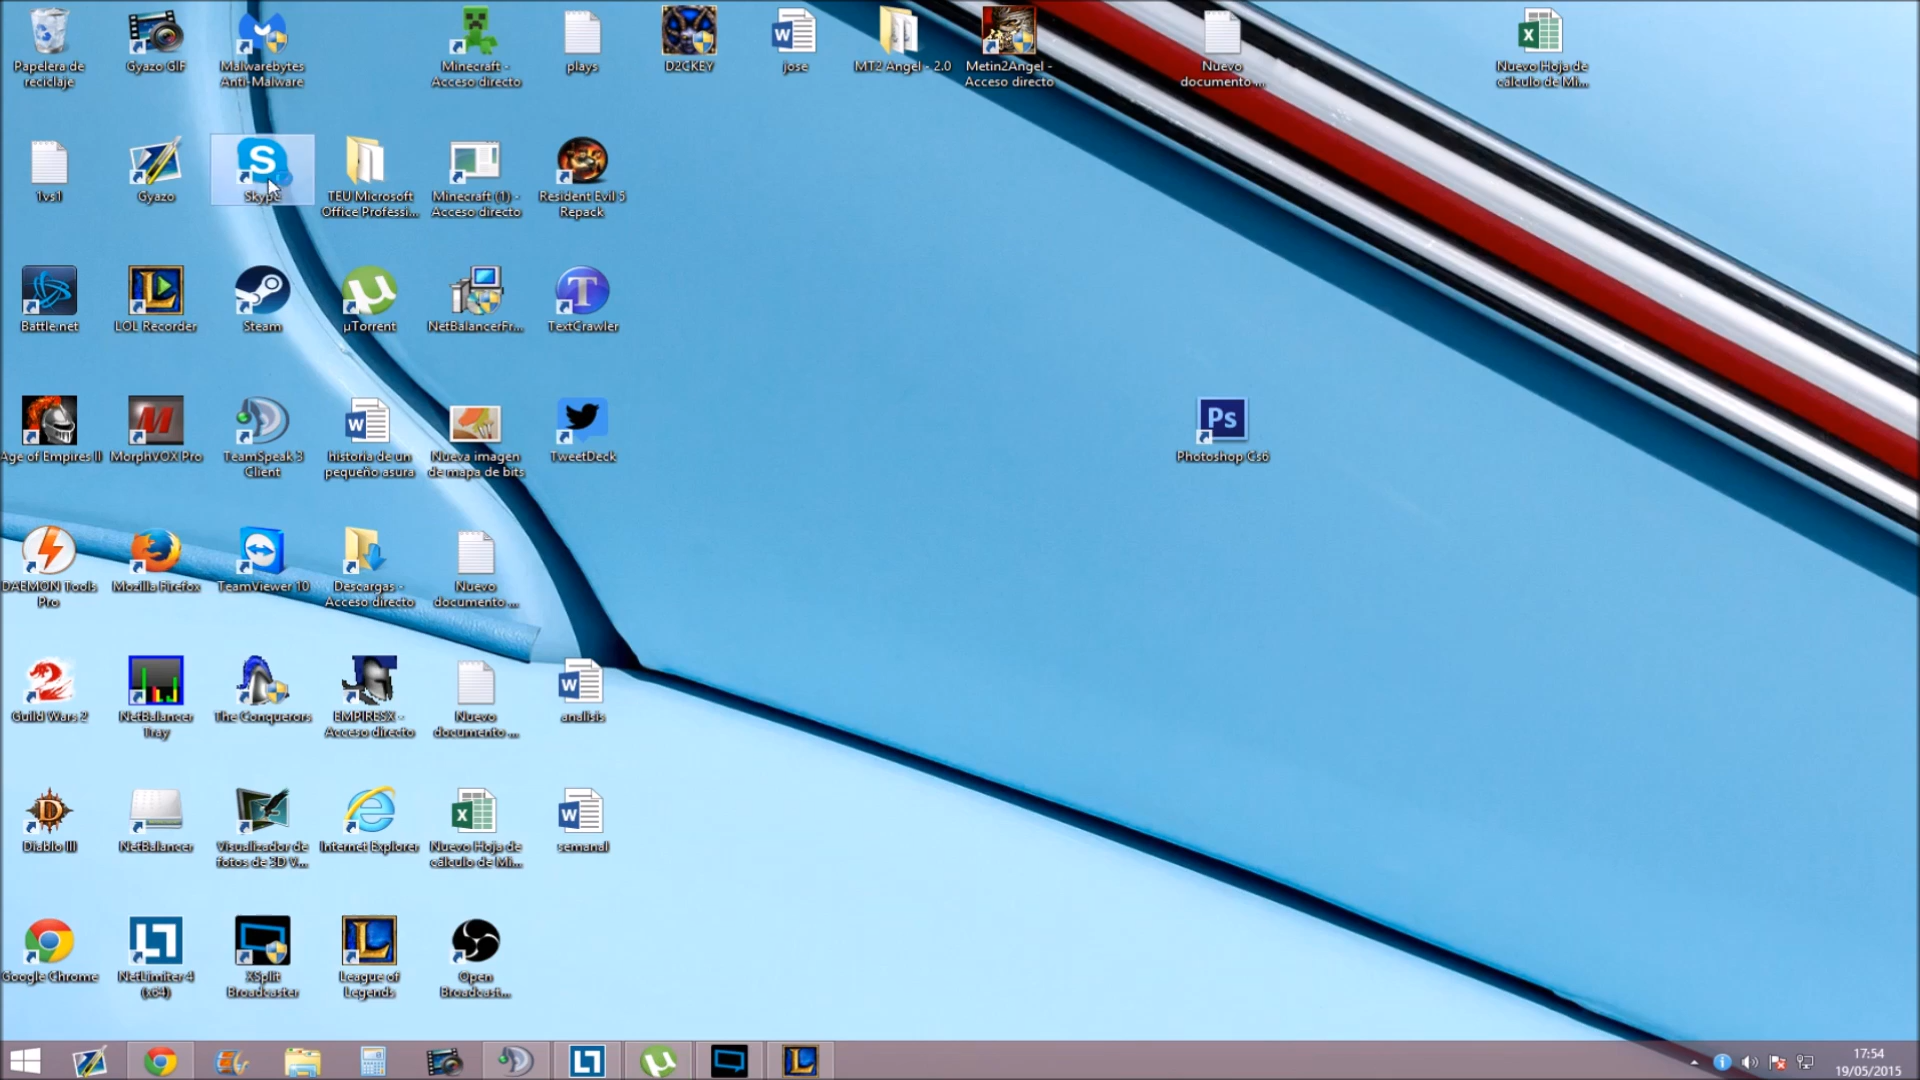 Papelera de
reciclaje
Gyazo GIF
Malwarebytes
Anti-Malware
Minecraft -
Acceso directo
plays
D2CKEY
jose
MT2 Angel - 2.0
Metin2Angel -
Acceso directo
Nuevo
documento ...
Nuevo Hoja de
cálculo de Mi...
1vs1
Gyazo
Skype
TEU Microsoft
Office Professi...
Minecraft (1) -
Acceso directo
Resident Evil 5
Repack
Battle.net
LOL Recorder
Steam
µTorrent
NetBalancerFr...
TextCrawler
Age of Empires II
MorphVOX Pro
TeamSpeak 3
Client
historia de un
pequeño asura
Nueva imagen
de mapa de bits
TweetDeck
Ps
Photoshop Cs6
DAEMON Tools
Pro
Mozilla Firefox
TeamViewer 10
Descargas -
Acceso directo
Nuevo
documento ...
Guild Wars 2
NetBalancer
Tray
The Conquerors
EMPIRESX -
Acceso directo
Nuevo
documento ...
analisis
Diablo III
NetBalancer
Visualizador de
fotos de 3D V...
Internet Explorer
Nuevo Hoja de
cálculo de Mi...
semanal
Google Chrome
NetLimiter 4
(x64)
XSplit
Broadcaster
League of
Legends
Open
Broadcast...
17:54
19/05/2015